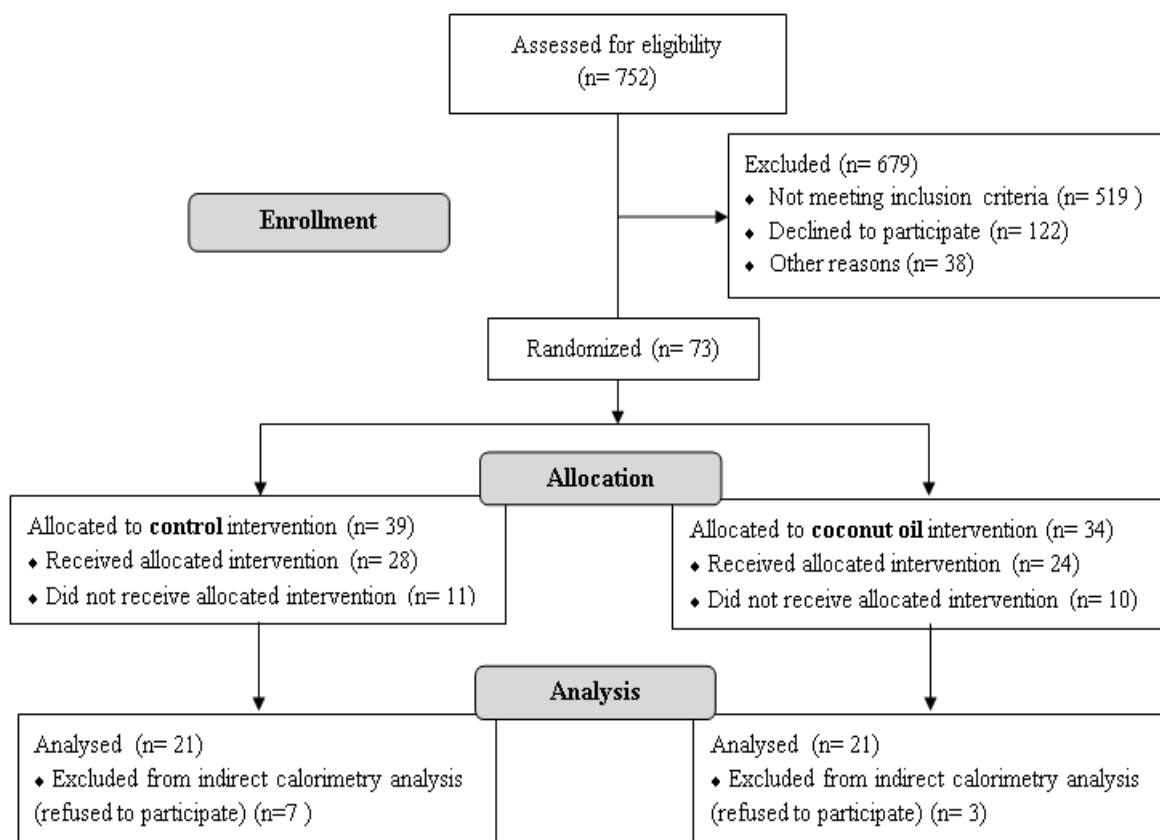 Assessed for eligibility
(n= 752)
Excluded (n= 679)
⬧ Not meeting inclusion criteria (n= 519 )
⬧ Declined to participate (n= 122)
⬧ Other reasons (n= 38)
Enrollment
Randomized (n= 73)
Allocation
Allocated to control intervention (n= 39)
⬧ Received allocated intervention (n= 28)
⬧ Did not receive allocated intervention (n= 11)
Allocated to coconut oil intervention (n= 34)
⬧ Received allocated intervention (n= 24)
⬧ Did not receive allocated intervention (n= 10)
Analysis
Analysed (n= 21)
⬧ Excluded from indirect calorimetry analysis
(refused to participate) (n=7 )
Analysed (n= 21)
⬧ Excluded from indirect calorimetry analysis
(refused to participate) (n= 3)